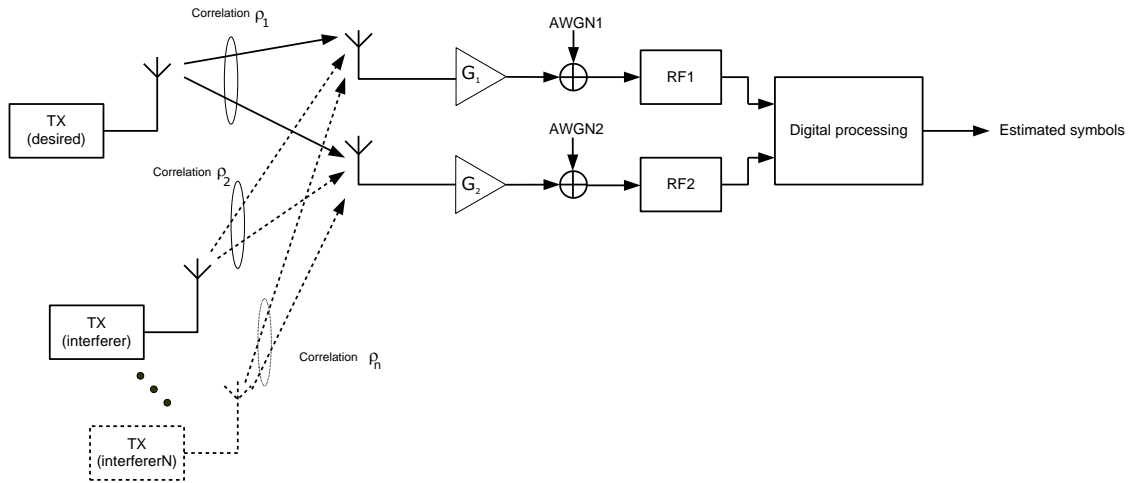 Correlation ρ1
AWGN1
G1
RF1
TX
(desired)
Digital processing
Estimated symbols
AWGN2
Correlation ρ2
G2
RF2
TX
(interferer)
Correlation ρn
TX
(interfererN)